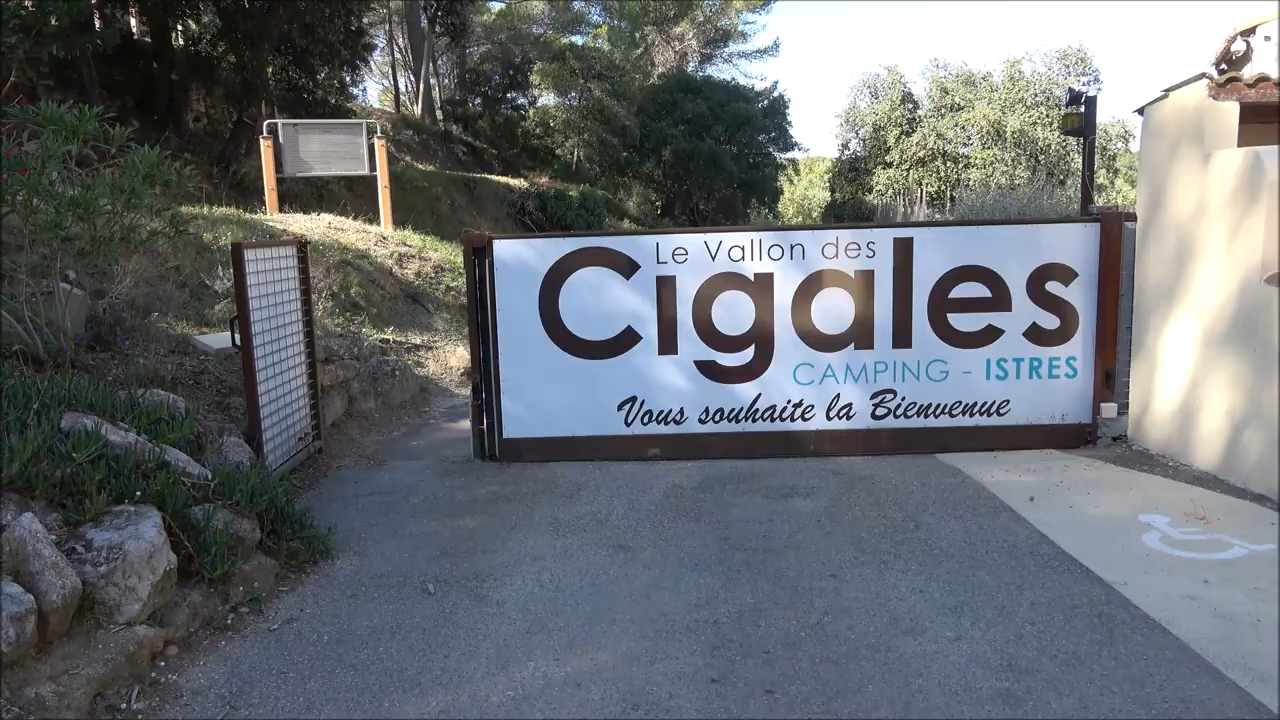 Le Vallon des
Cigales
CAMPING - ISTRES
Vous souhaite la Bienvenue